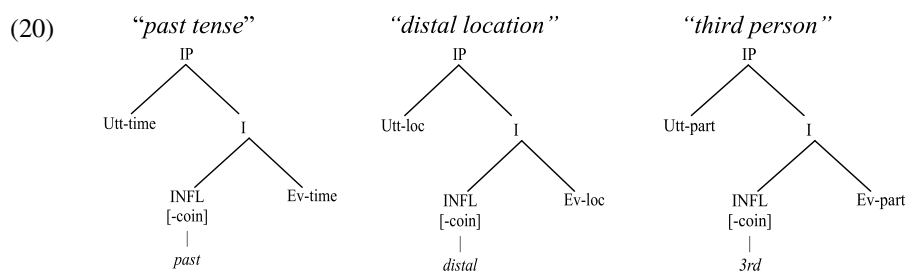 (20) “past tense” “distal location” “third person”
IP IP IP
Utt-time I Utt-loc I Utt-part I
INFL Ev-time INFL Ev-loc INFL Ev-part
[-coin] [-coin] [-coin]
past distal 3rd